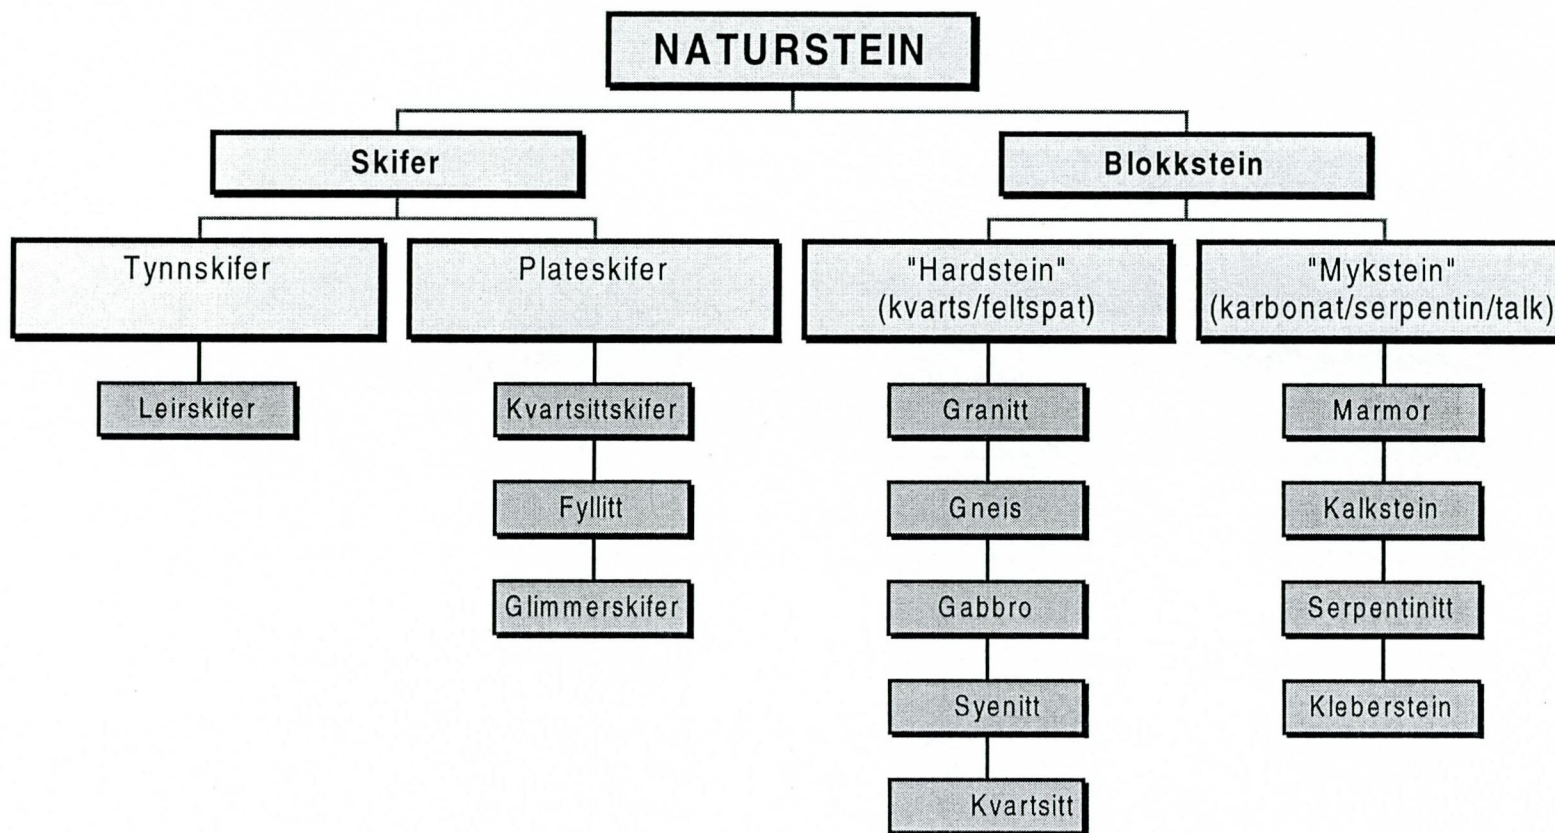 NATURSTEIN
Skifer
Blokkstein
Tynnskifer
Plateskifer
"Hardstein"
(kvarts/feltspat)
"Mykstein"
(karbonat/serpentin/talk)
Leirskifer
Kvartsittskifer
Fyllitt
Glimmerskifer
Granitt
Gneis
Gabbro
Syenitt
Kvartsitt
Marmor
Kalkstein
Serpentinitt
Kleberstein